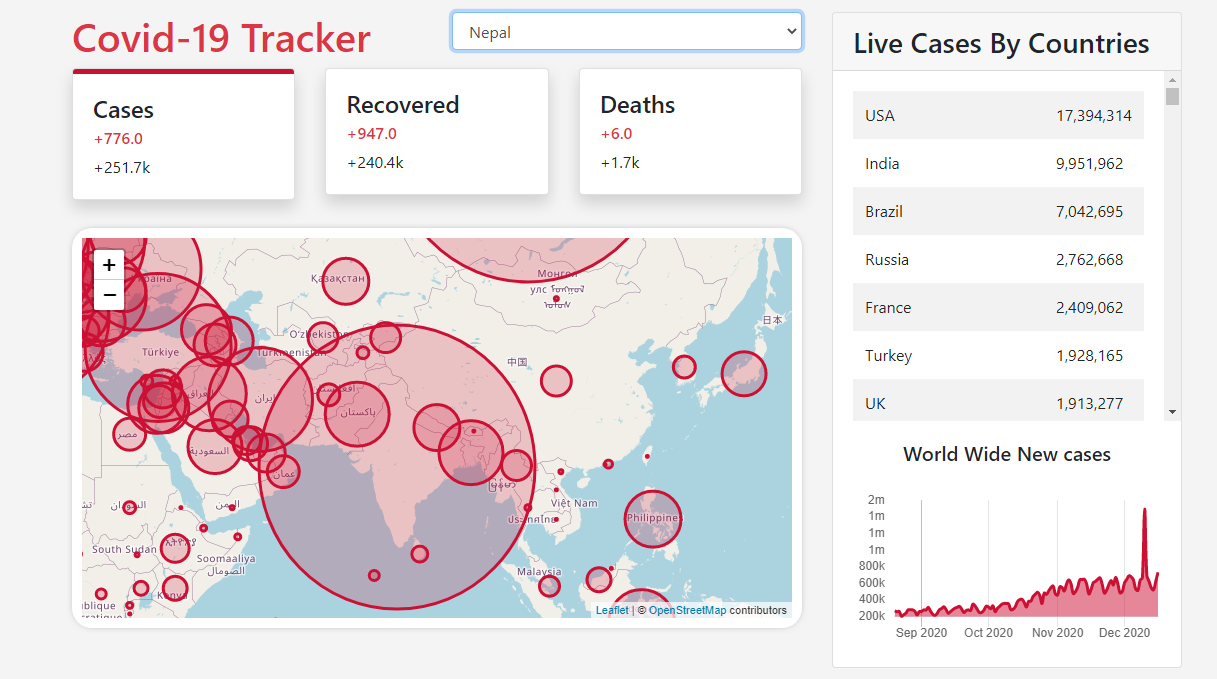 Covid-19 Tracker
Nepal
Cases
+776.0
+251.7k
Recovered
+947.0
+240.4k
Deaths
+6.0
+1.7k
+
−
Қазақстан
Монгол
улс
O'zbekiston
Türkiye
Türkmenistan
中国
日本
ایران
پاکستان
العراق
مصر
السعودية
عمان
السودان
اليمن
Việt Nam
ประเทศไทย
Philippines
South Sudan
Soomaaliya
الصومال
Malaysia
Kenya
Leaflet | © OpenStreetMap contributors
Live Cases By Countries
USA 17,394,314
India 9,951,962
Brazil 7,042,695
Russia 2,762,668
France 2,409,062
Turkey 1,928,165
UK 1,913,277
World Wide New cases
2m
1m
1m
1m
800k
600k
400k
200k
Sep 2020 Oct 2020 Nov 2020 Dec 2020